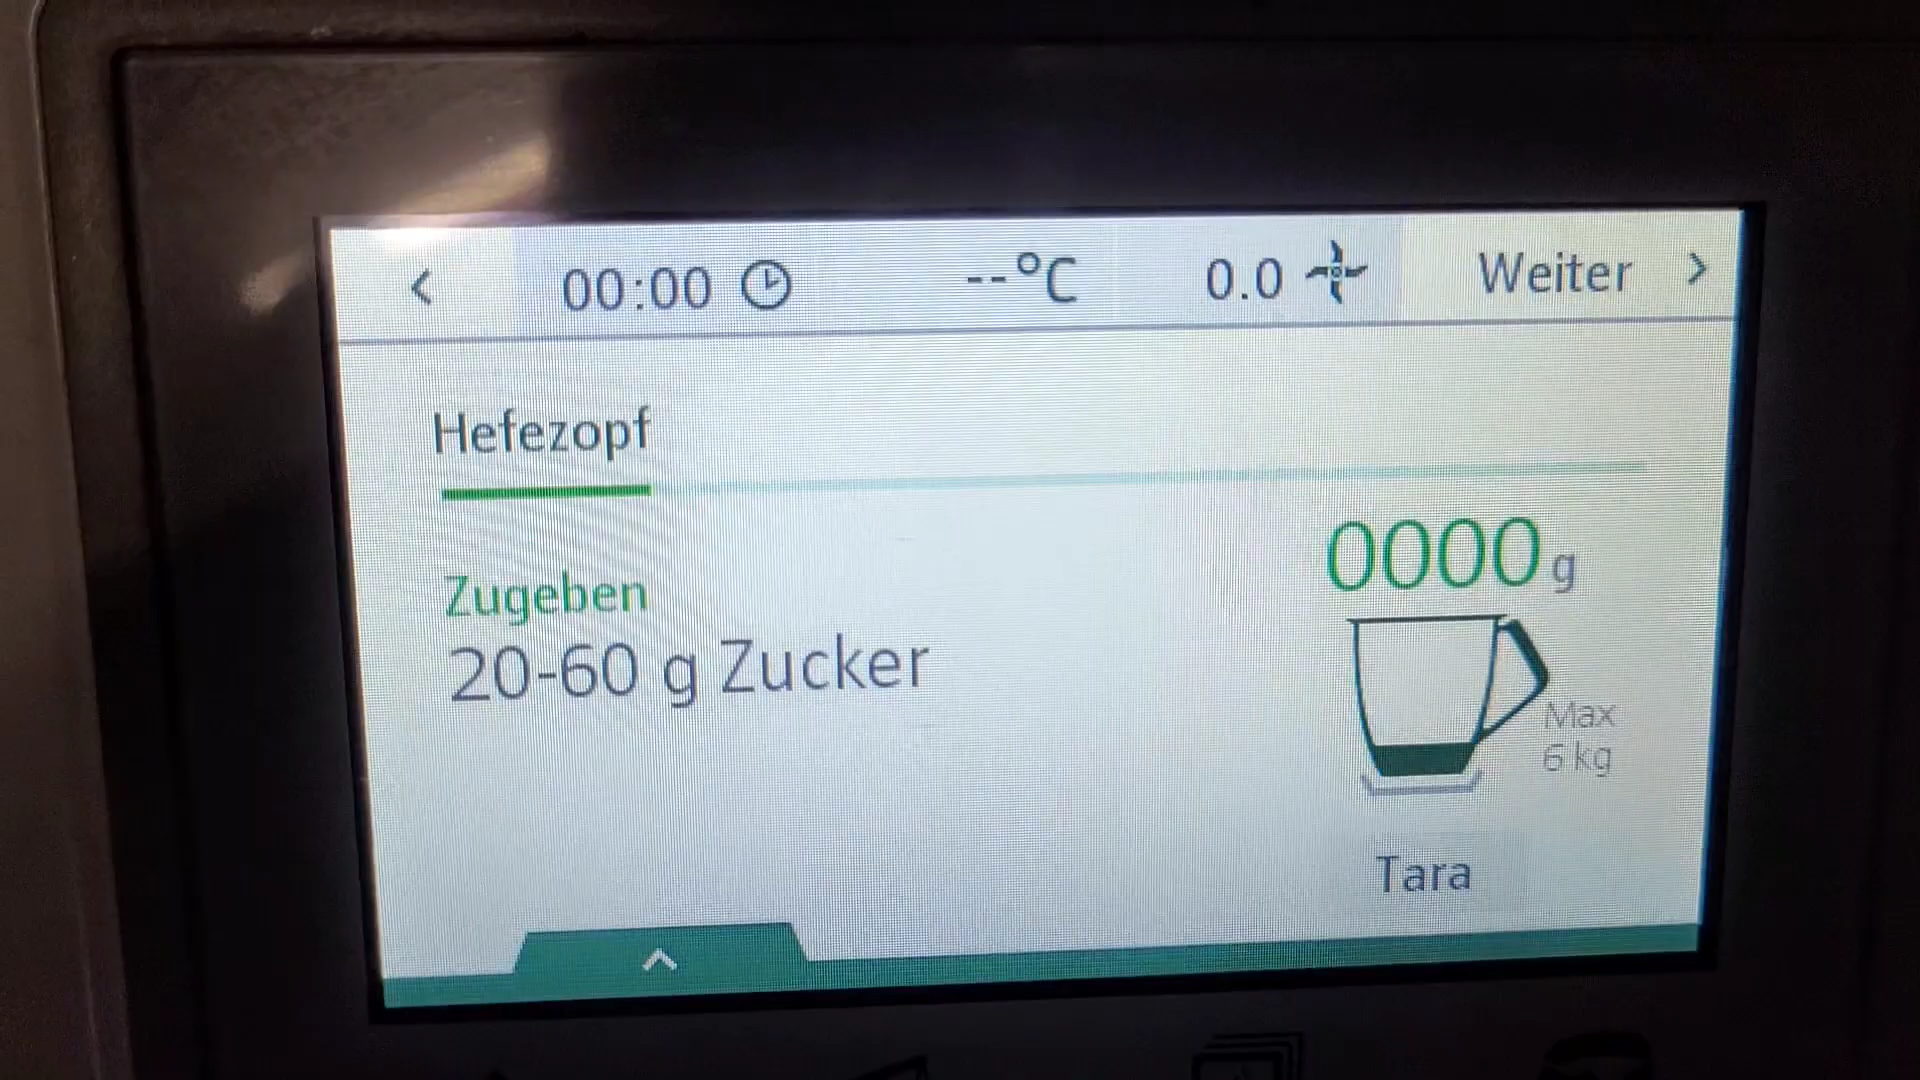 < 00:00 --°C 0.0 Weiter >
Hefezopf
0000 g
Zugeben
20-60 g Zucker
Max
6 kg
Tara